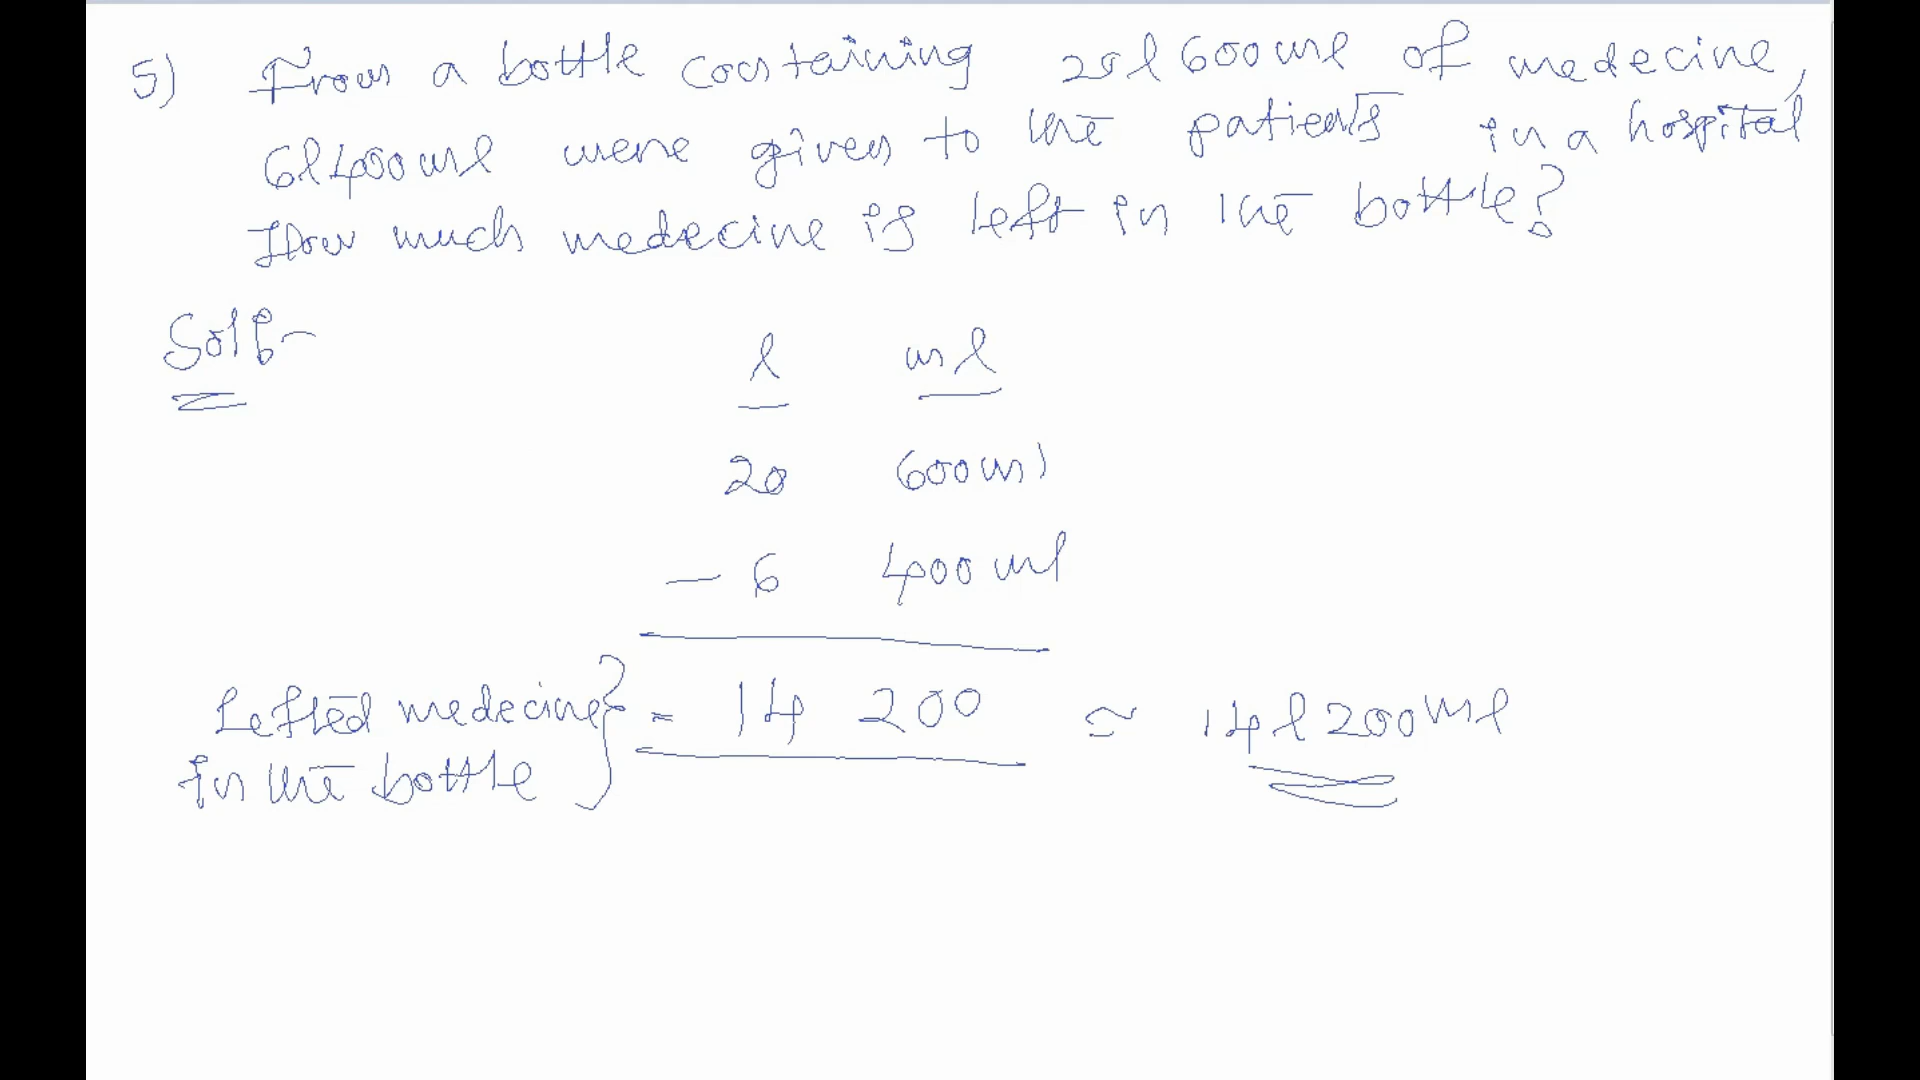 5) From a bottle containing 20l 600ml of medecine,
6l 400ml were given to the patients in a hospital
How much medecine is left in the bottle?
Sol:-
l ml
20 600ml
- 6 400ml
Lefted medecine } = 14 200 = 14l 200ml
in the bottle